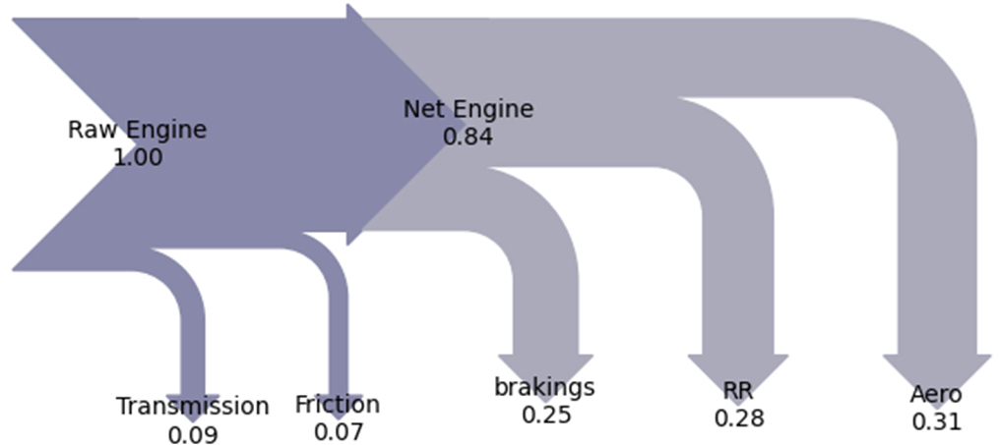 Raw Engine
1.00
Net Engine
0.84
Transmission
0.09
Friction
0.07
brakings
0.25
RR
0.28
Aero
0.31